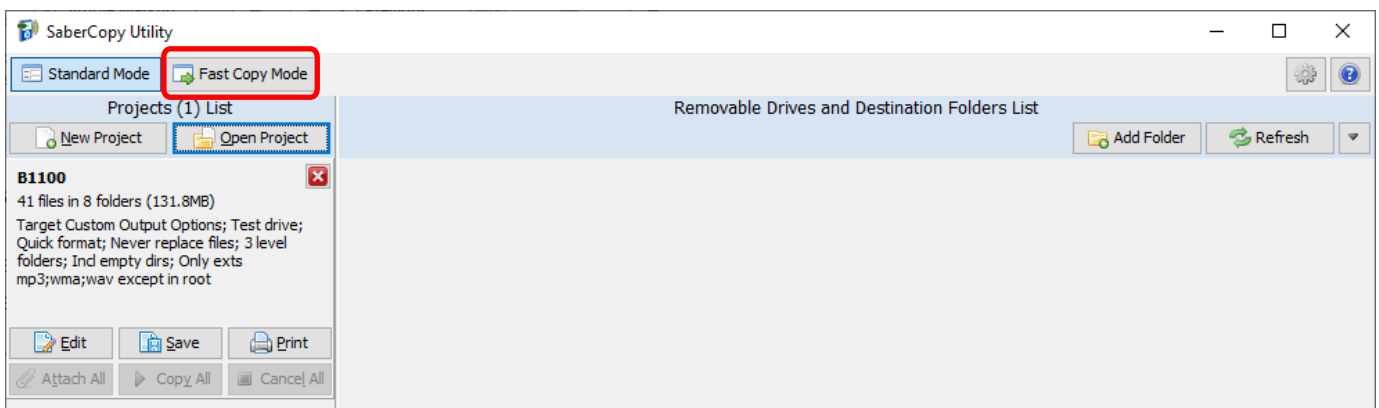 SaberCopy Utility
Standard Mode
Fast Copy Mode
Projects (1) List
Removable Drives and Destination Folders List
New Project
Open Project
Add Folder
Refresh
B1100
41 files in 8 folders (131.8MB)
Target Custom Output Options; Test drive;
Quick format; Never replace files; 3 level
folders; Incl empty dirs; Only exts
mp3;wma;wav except in root
Edit
Save
Print
Attach All
Copy All
Cancel All